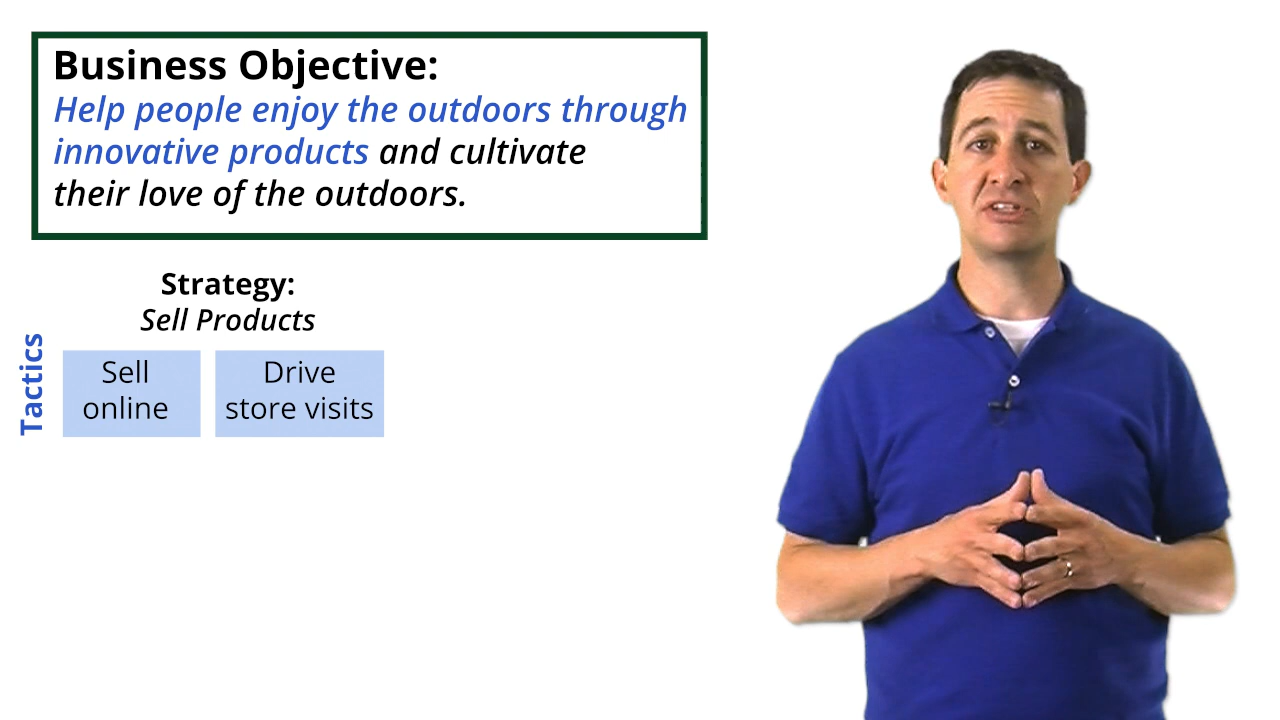 Business Objective:
Help people enjoy the outdoors through
innovative products and cultivate
their love of the outdoors.
Strategy:
Sell Products
Tactics
Sell
online
Drive
store visits